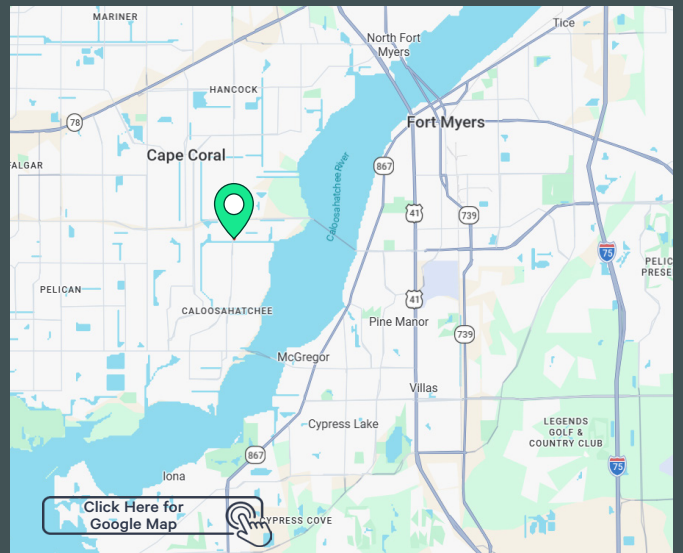 MARINER
Tice
North Fort
Myers
HANCOCK
78
Fort Myers
Cape Coral
867
ALGAR
Caloosahatchee River
41
739
75
PELIC
PRESE
PELICAN
41
CALOOSAHATCHEE
Pine Manor
739
McGregor
Villas
Cypress Lake
LEGENDS
GOLF &
COUNTRY CLUB
867
75
Iona
Click Here for
Google Map
CYPRESS COVE